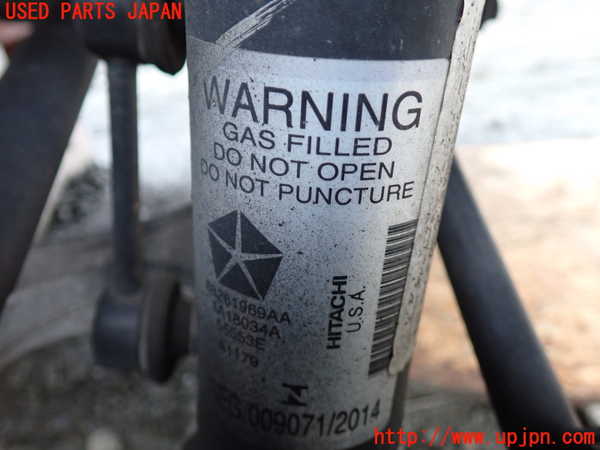 USED PARTS JAPAN
WARNING
GAS FILLED
DO NOT OPEN
DO NOT PUNCTURE
HITACHI
U.S.A.
009071/2014
http://www.upjpn.com/